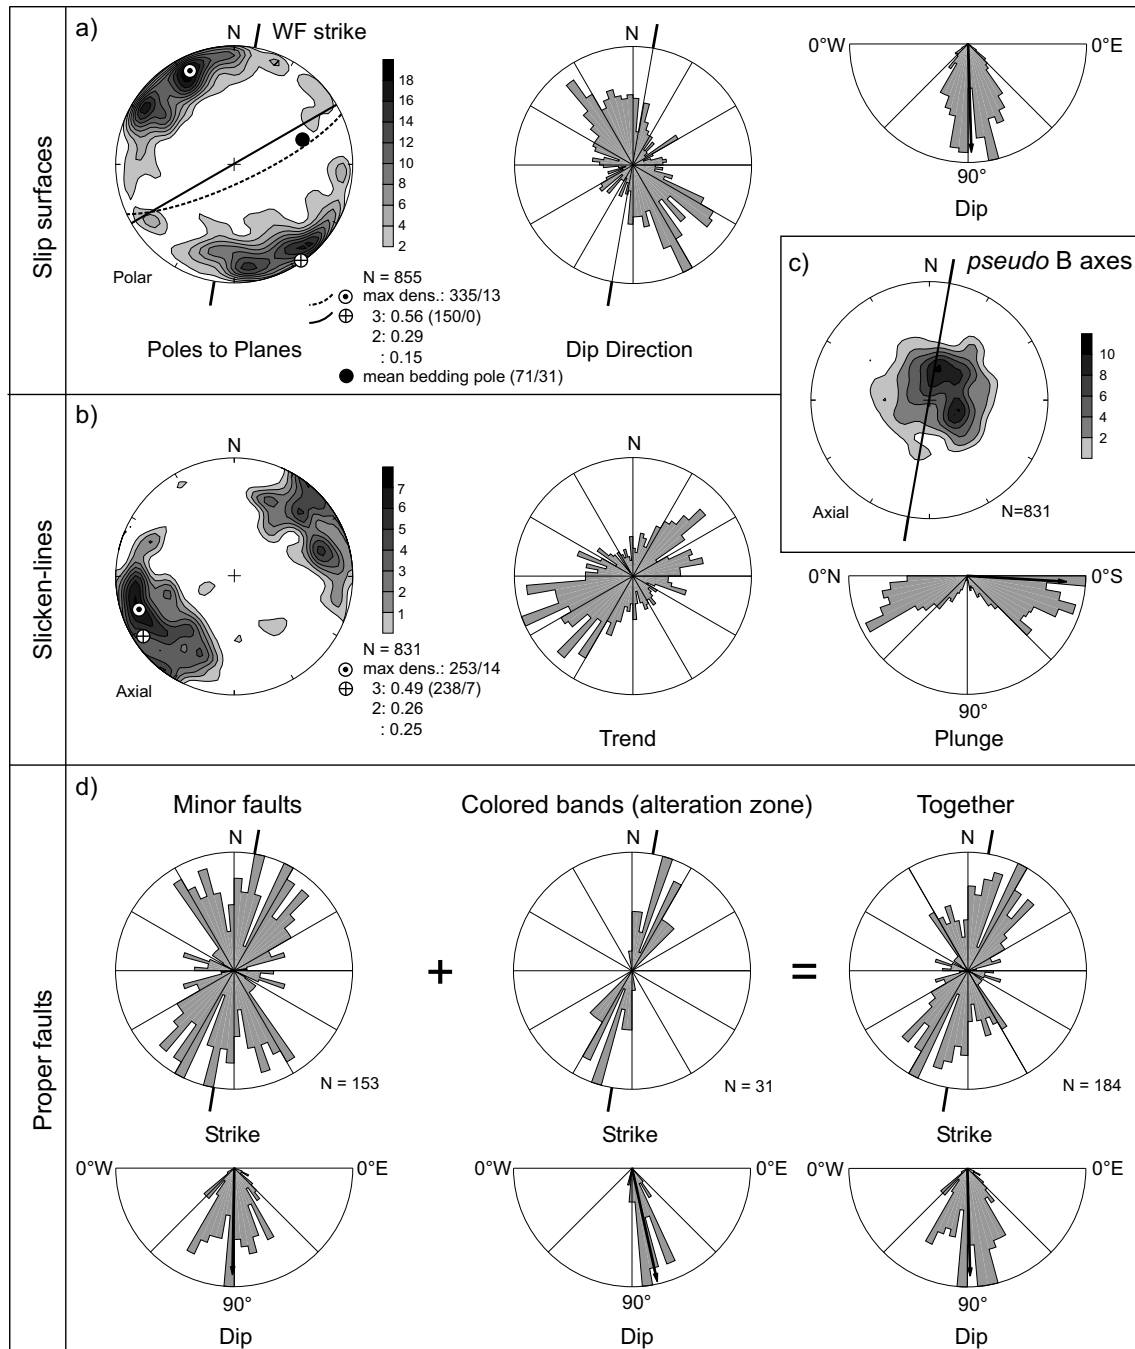 Slip surfaces
a)
N
WF strike
18
16
14
12
10
8
6
4
2
Polar
N = 855
max dens.: 335/13
3: 0.56 (150/0)
2: 0.29
: 0.15
mean bedding pole (71/31)
Poles to Planes
N
Dip Direction
0°W
0°E
90°
Dip
c)
pseudo B axes
N
10
8
6
4
2
Axial
N=831
Slicken-lines
b)
N
7
6
5
4
3
2
1
Axial
N = 831
max dens.: 253/14
3: 0.49 (238/7)
2: 0.26
: 0.25
N
Trend
0°N
0°S
90°
Plunge
Proper faults
d)
Minor faults
N
N = 153
Strike
0°W
0°E
90°
Dip
+
Colored bands (alteration zone)
N
N = 31
Strike
90°
Dip
=
Together
N
N = 184
Strike
0°W
0°E
90°
Dip